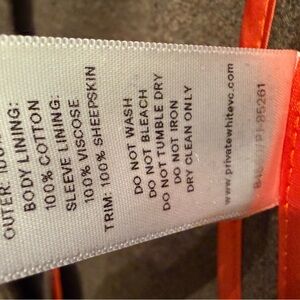 OUTER: 100%
BODY LINING:
100% COTTON
SLEEVE LINING:
100% VISCOSE
TRIM: 100% SHEEPSKIN
DO NOT WASH
DO NOT BLEACH
DO NOT TUMBLE DRY
DO NOT IRON
DRY CLEAN ONLY
www.privatewhitevc.com